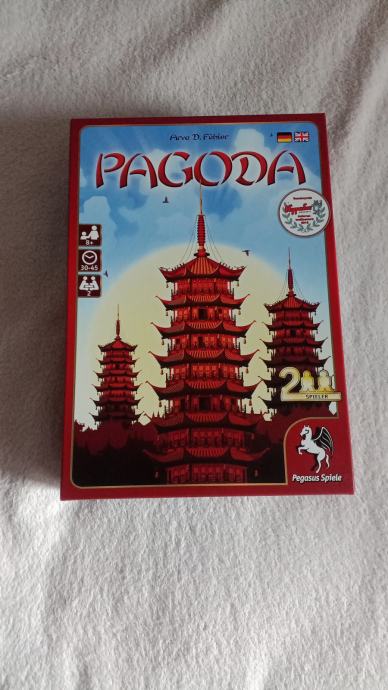 Arve D. Fühler
PAGODA
8+
30-45
2
2
SPIELER
Pegasus Spiele